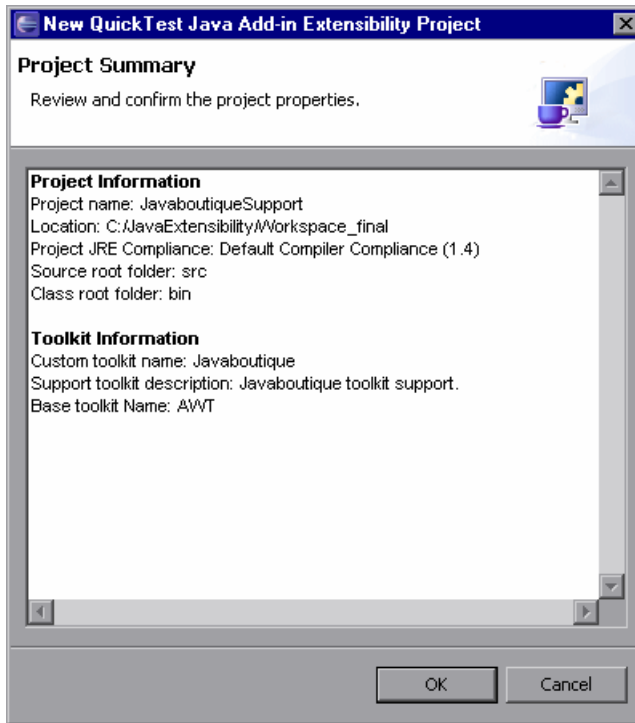 New QuickTest Java Add-in Extensibility Project
Project Summary
Review and confirm the project properties.
Project Information
Project name: JavaboutiqueSupport
Location: C:/JavaExtensibility/Workspace_final
Project JRE Compliance: Default Compiler Compliance (1.4)
Source root folder: src
Class root folder: bin
Toolkit Information
Custom toolkit name: Javaboutique
Support toolkit description: Javaboutique toolkit support.
Base toolkit Name: AWT
OK
Cancel